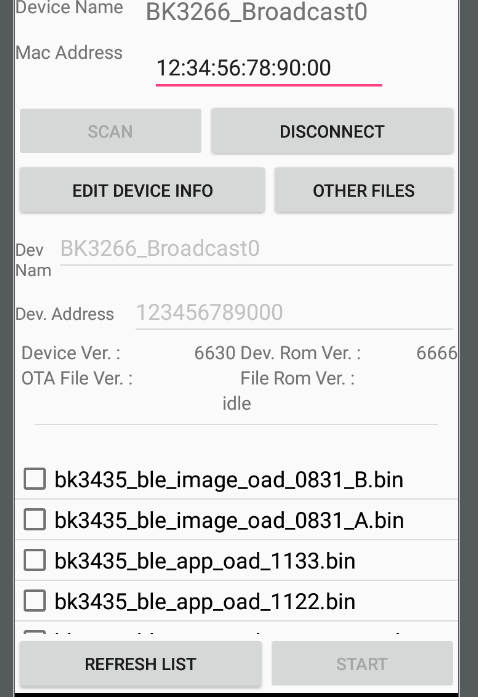 Device Name BK3266_Broadcast0
Mac Address 12:34:56:78:90:00
SCAN DISCONNECT
EDIT DEVICE INFO OTHER FILES
Dev
Nam BK3266_Broadcast0
Dev. Address 123456789000
Device Ver. : 6630 Dev. Rom Ver. : 6666
OTA File Ver. : File Rom Ver. :
idle
bk3435_ble_image_oad_0831_B.bin
bk3435_ble_image_oad_0831_A.bin
bk3435_ble_app_oad_1133.bin
bk3435_ble_app_oad_1122.bin
REFRESH LIST START